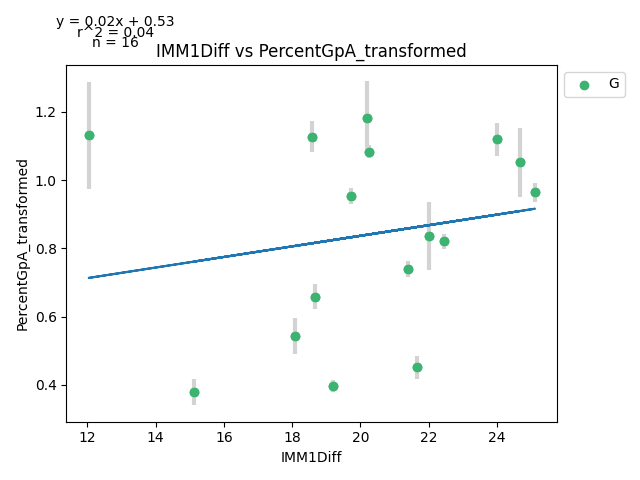 y = 0.02x + 0.53
r^2 = 0.04
n = 16
IMM1Diff vs PercentGpA_transformed
G
PercentGpA_transformed
1.2
1.0
0.8
0.6
0.4
12 14 16 18 20 22 24
IMM1Diff